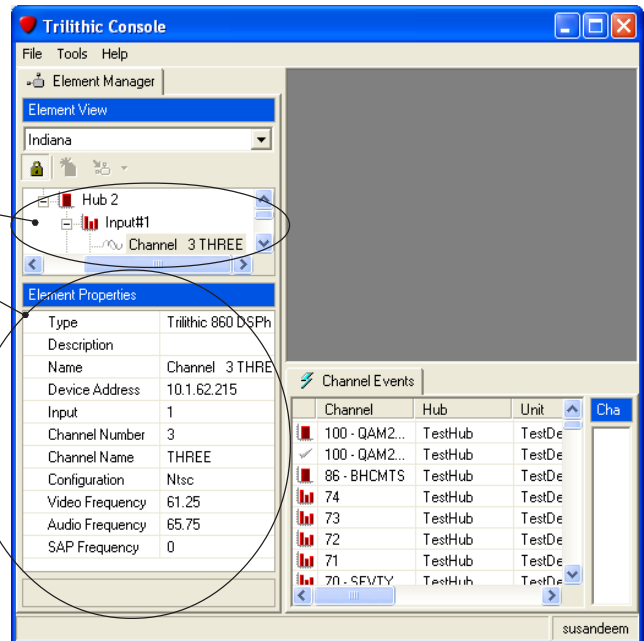 Trilithic Console
File Tools Help
Element Manager
Element View
Indiana
Hub 2
Input#1
Channel 3 THREE
Element Properties
Type Trilithic 860 DSPh
Description
Name Channel 3 THRE
Device Address 10.1.62.215
Input 1
Channel Number 3
Channel Name THREE
Configuration Ntsc
Video Frequency 61.25
Audio Frequency 65.75
SAP Frequency 0
Channel Events
Channel Hub Unit Cha
100 - QAM2... TestHub TestDe
100 - QAM2... TestHub TestDe
86 - BHCMTS TestHub TestDe
74 TestHub TestDe
73 TestHub TestDe
72 TestHub TestDe
71 TestHub TestDe
70 - SEVTY TestHub TestDe
susandeem